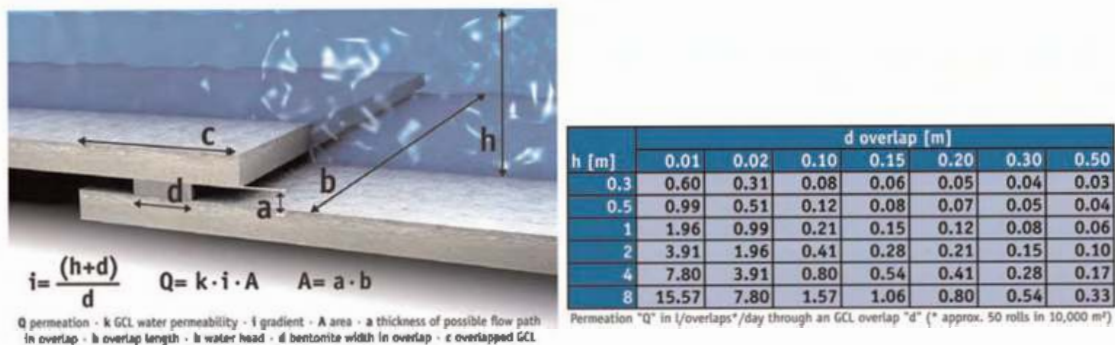 c
h
b
d
a
i= (h+d) / d Q= k·i·A A= a·b
Q permeation · k GCL water permeability · i gradient · A area · a thickness of possible flow path
in overlap · b overlap length · h water head · d bentonite width in overlap · c overlapped GCL
d overlap [m]
h [m] 0.01 0.02 0.10 0.15 0.20 0.30 0.50
0.3 0.60 0.31 0.08 0.06 0.05 0.04 0.03
0.5 0.99 0.51 0.12 0.08 0.07 0.05 0.04
1 1.96 0.99 0.21 0.15 0.12 0.08 0.06
2 3.91 1.96 0.41 0.28 0.21 0.15 0.10
4 7.80 3.91 0.80 0.54 0.41 0.28 0.17
8 15.57 7.80 1.57 1.06 0.80 0.54 0.33
Permeation "Q" in l/overlaps*/day through an GCL overlap "d" (* approx. 50 rolls in 10,000 m²)